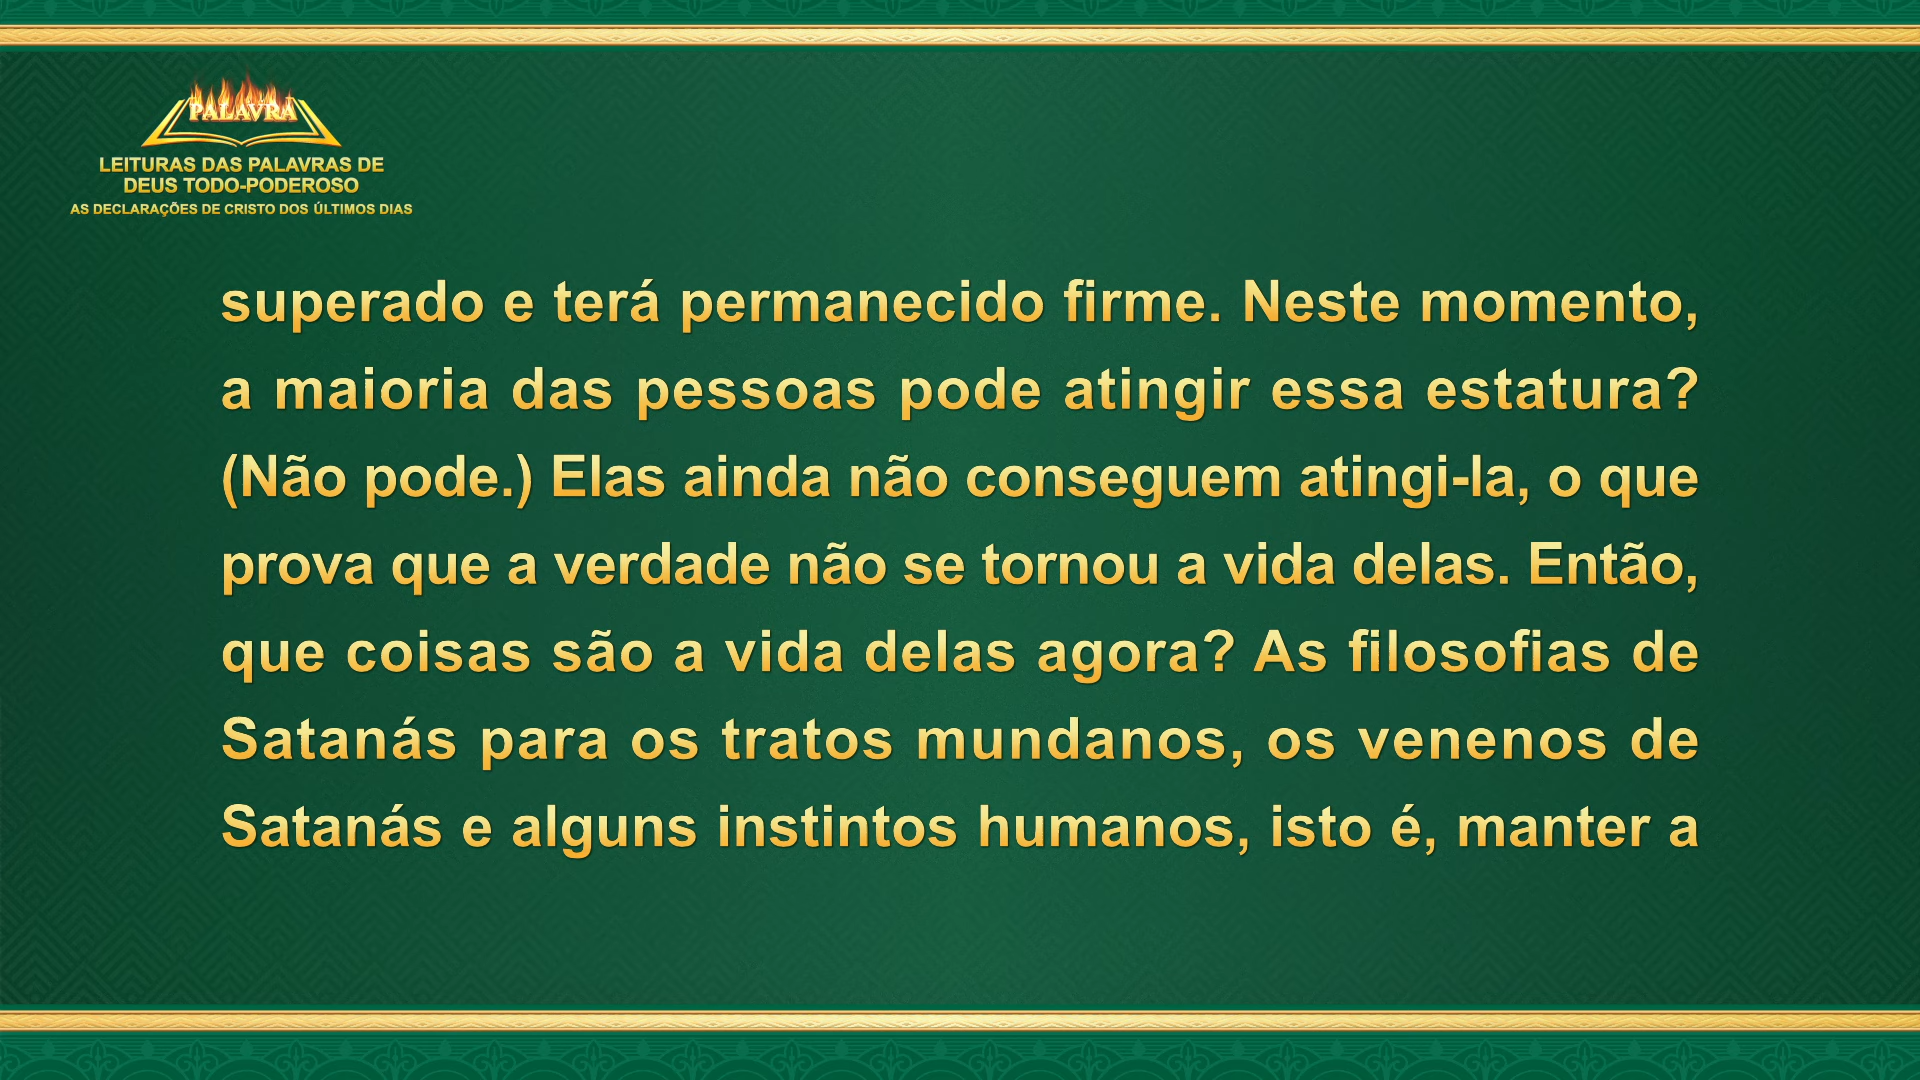 PALAVRA
LEITURAS DAS PALAVRAS DE
DEUS TODO-PODEROSO
AS DECLARAÇÕES DE CRISTO DOS ÚLTIMOS DIAS
superado e terá permanecido firme. Neste momento,
a maioria das pessoas pode atingir essa estatura?
(Não pode.) Elas ainda não conseguem atingi-la, o que
prova que a verdade não se tornou a vida delas. Então,
que coisas são a vida delas agora? As filosofias de
Satanás para os tratos mundanos, os venenos de
Satanás e alguns instintos humanos, isto é, manter a